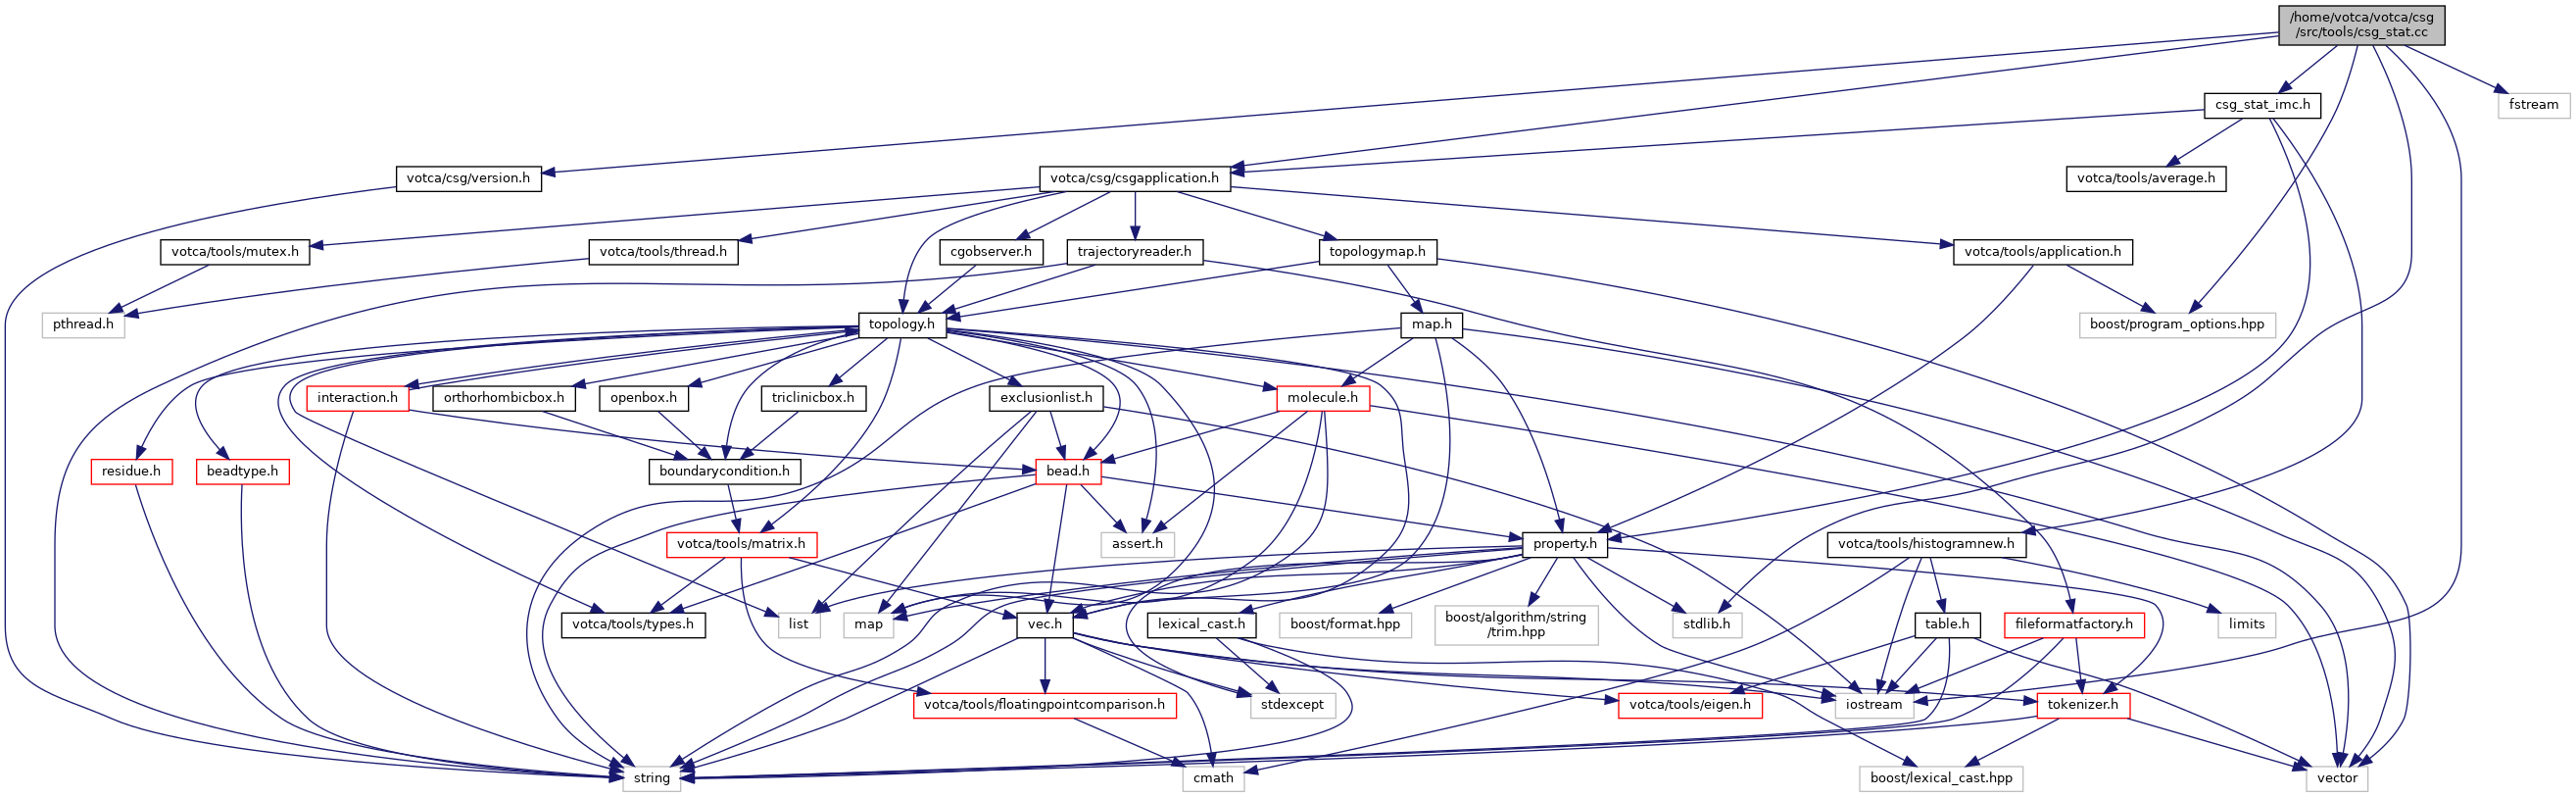 /home/votca/votca/csg
/src/tools/csg_stat.cc
csg_stat_imc.h
fstream
votca/csg/version.h
votca/csg/csgapplication.h
votca/tools/average.h
votca/tools/mutex.h
votca/tools/thread.h
cgobserver.h
trajectoryreader.h
topologymap.h
votca/tools/application.h
pthread.h
topology.h
map.h
boost/program_options.hpp
interaction.h
orthorhombicbox.h
openbox.h
triclinicbox.h
exclusionlist.h
molecule.h
residue.h
beadtype.h
boundarycondition.h
bead.h
votca/tools/matrix.h
assert.h
property.h
votca/tools/histogramnew.h
votca/tools/types.h
list
map
vec.h
lexical_cast.h
boost/format.hpp
boost/algorithm/string
/trim.hpp
stdlib.h
table.h
fileformatfactory.h
limits
votca/tools/floatingpointcomparison.h
stdexcept
votca/tools/eigen.h
iostream
tokenizer.h
string
cmath
boost/lexical_cast.hpp
vector